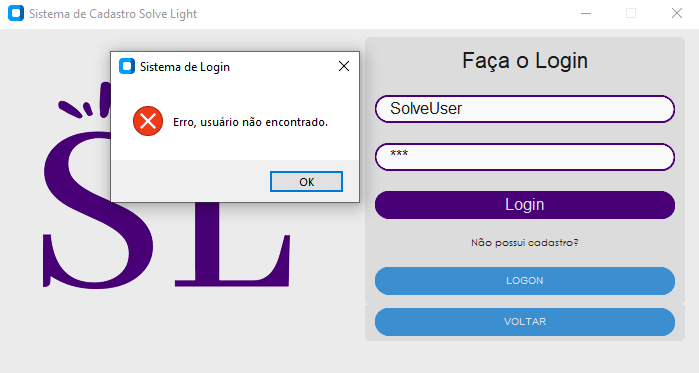 Sistema de Cadastro Solve Light
Sistema de Login
Erro, usuário não encontrado.
OK
SL
Faça o Login
SolveUser
***
Login
Não possui cadastro?
LOGON
VOLTAR